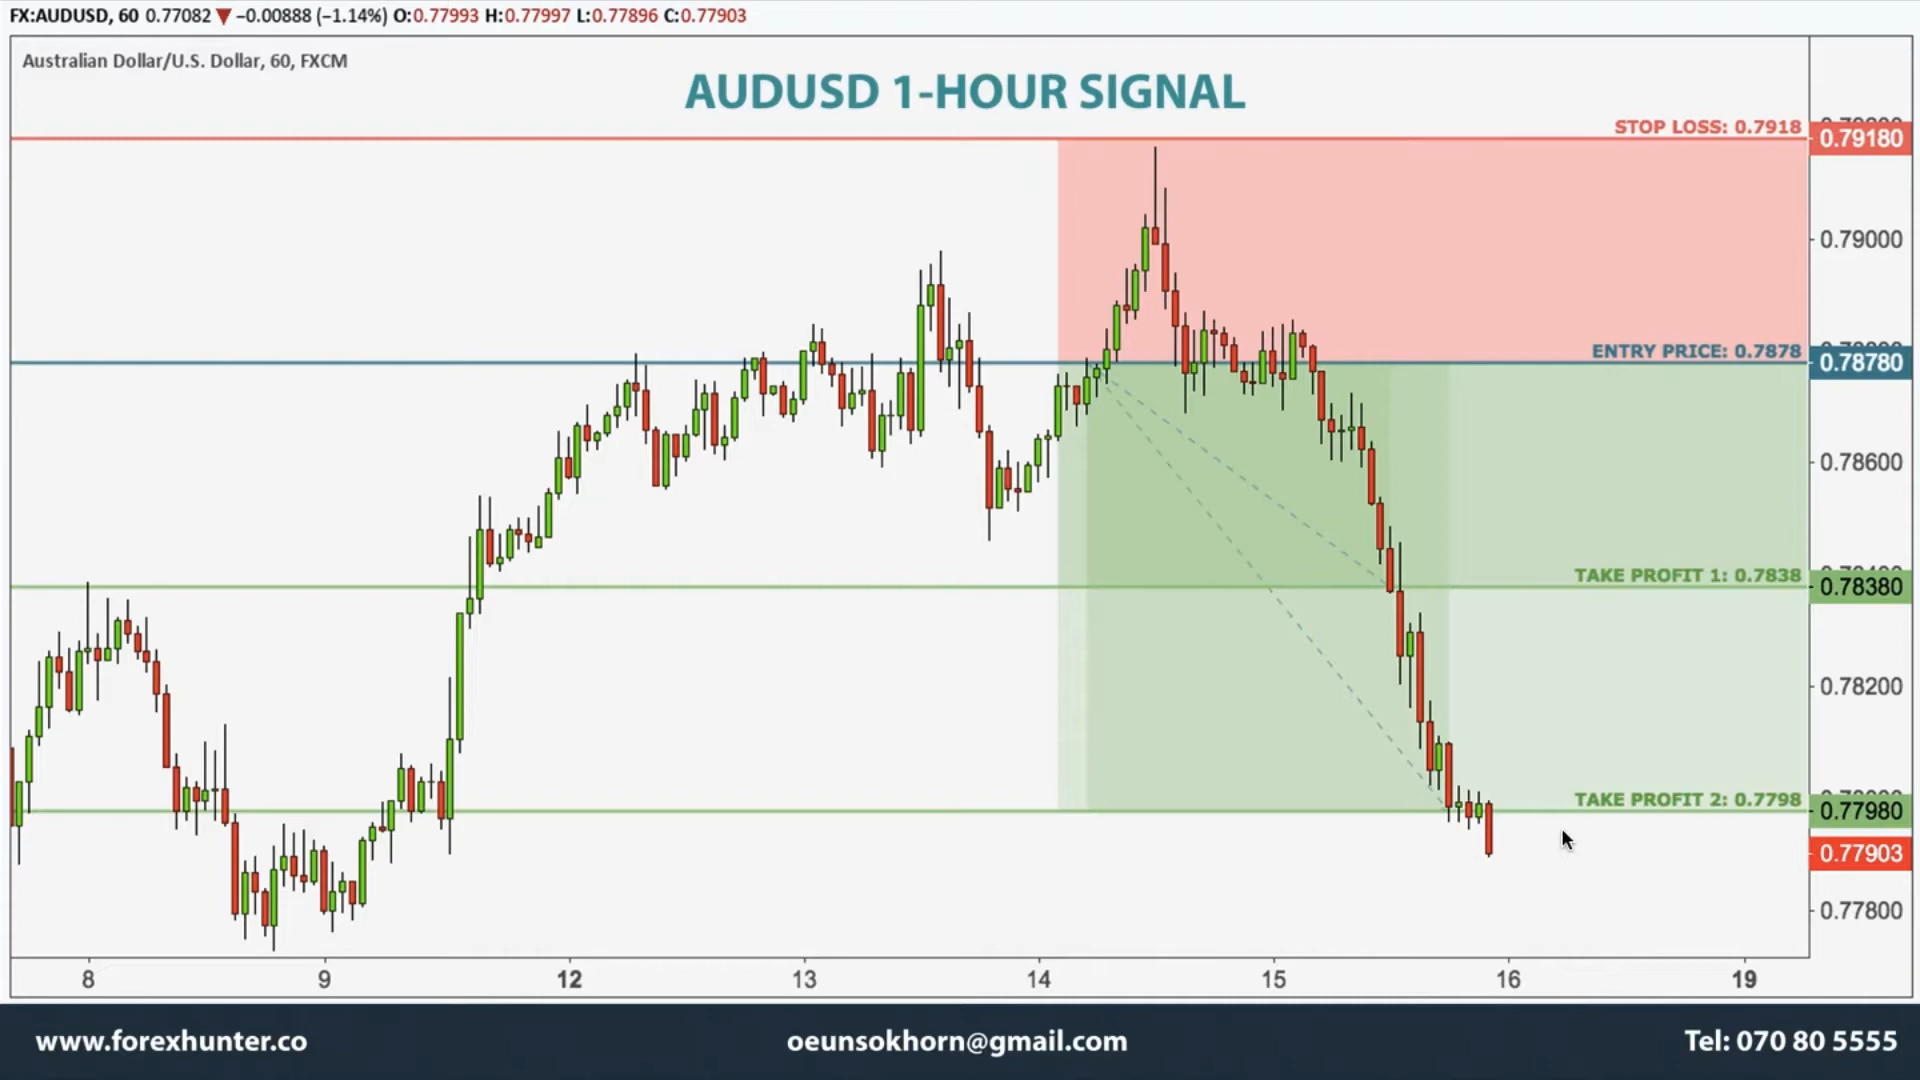 FX:AUDUSD, 60 0.77082 ▼ −0.00888 (−1.14%) O:0.77993 H:0.77997 L:0.77896 C:0.77903
Australian Dollar/U.S. Dollar, 60, FXCM
AUDUSD 1-HOUR SIGNAL
STOP LOSS: 0.7918
0.79180
0.79000
ENTRY PRICE: 0.7878
0.78780
0.78600
TAKE PROFIT 1: 0.7838
0.78380
0.78200
TAKE PROFIT 2: 0.7798
0.77980
0.77903
0.77800
8 9 12 13 14 15 16 19
www.forexhunter.co oeunsokhorn@gmail.com Tel: 070 80 5555